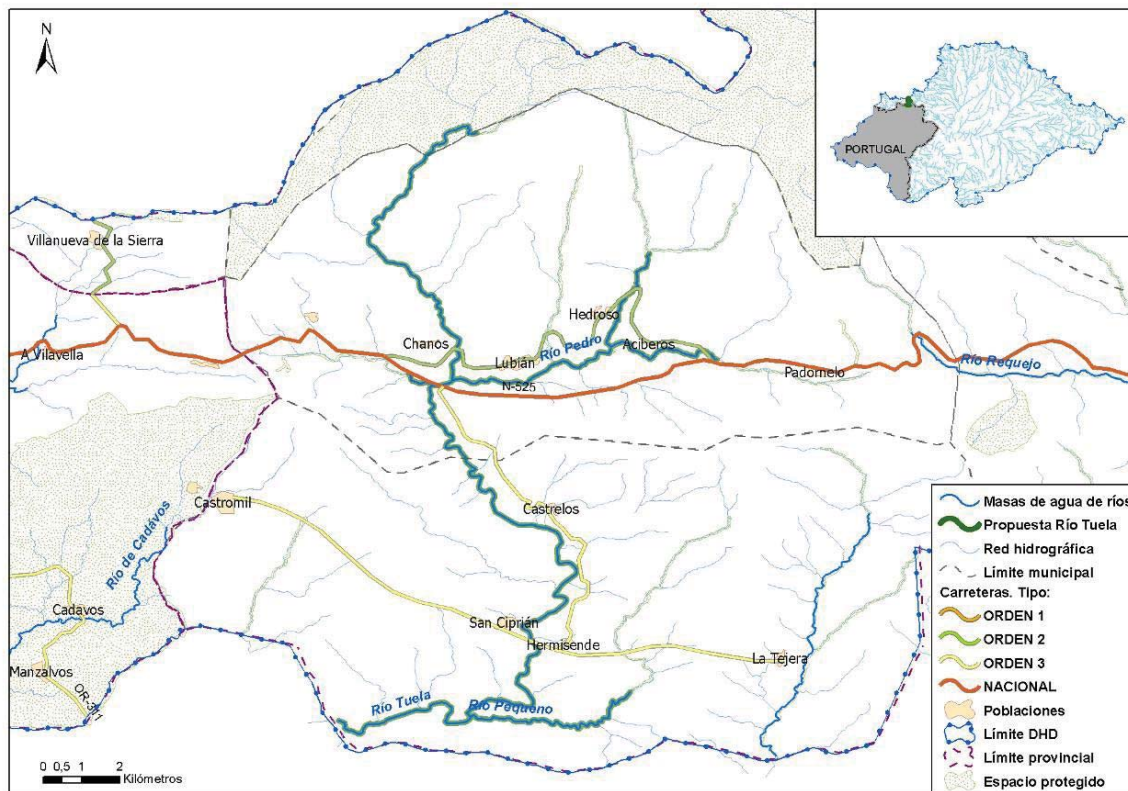 N
PORTUGAL
Villanueva de la Sierra
A Vilavella
Chanos
Lubián
Hedroso
Río Pedro
Aciberos
N-525
Padornelo
Río Requejo
Castromil
Castrelos
Río de Cadávos
Cadavos
San Ciprián
Hermisende
La Tejera
Manzalvos
OR-311
Río Tuela
Río Pequeno
0 0,5 1 2
Kilómetros
Masas de agua de ríos
Propuesta Río Tuela
Red hidrográfica
Límite municipal
Carreteras. Tipo:
ORDEN 1
ORDEN 2
ORDEN 3
NACIONAL
Poblaciones
Límite DHD
Límite provincial
Espacio protegido